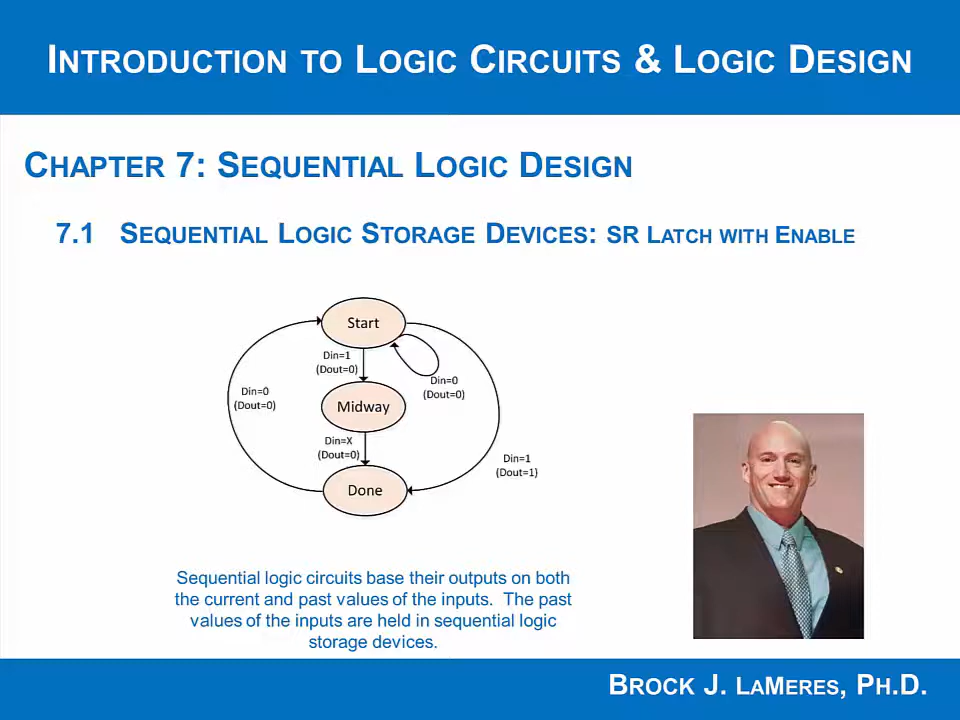 INTRODUCTION TO LOGIC CIRCUITS & LOGIC DESIGN
CHAPTER 7: SEQUENTIAL LOGIC DESIGN
7.1 SEQUENTIAL LOGIC STORAGE DEVICES: SR LATCH WITH ENABLE
Start
Din=1
(Dout=0)
Din=0
(Dout=0)
Din=0
(Dout=0)
Midway
Din=X
(Dout=0)
Din=1
(Dout=1)
Done
Sequential logic circuits base their outputs on both
the current and past values of the inputs. The past
values of the inputs are held in sequential logic
storage devices.
BROCK J. LAMERES, PH.D.